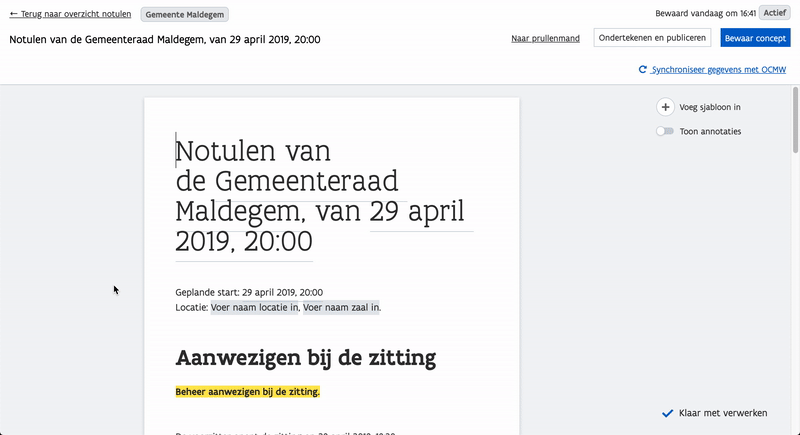 ← Terug naar overzicht notulen
Gemeente Maldegem
Bewaard vandaag om 16:41
Actief
Notulen van de Gemeenteraad Maldegem, van 29 april 2019, 20:00
Naar prullenmand
Ondertekenen en publiceren
Bewaar concept
Synchroniseer gegevens met OCMW
Voeg sjabloon in
Toon annotaties
Notulen van
de Gemeenteraad
Maldegem, van 29 april
2019, 20:00
Geplande start: 29 april 2019, 20:00
Locatie: Voer naam locatie in, Voer naam zaal in.
Aanwezigen bij de zitting
Beheer aanwezigen bij de zitting.
Klaar met verwerken